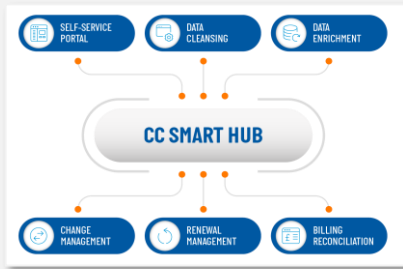 SELF-SERVICE
PORTAL
DATA
CLEANSING
DATA
ENRICHMENT
CC SMART HUB
CHANGE
MANAGEMENT
RENEWAL
MANAGEMENT
BILLING
RECONCILIATION